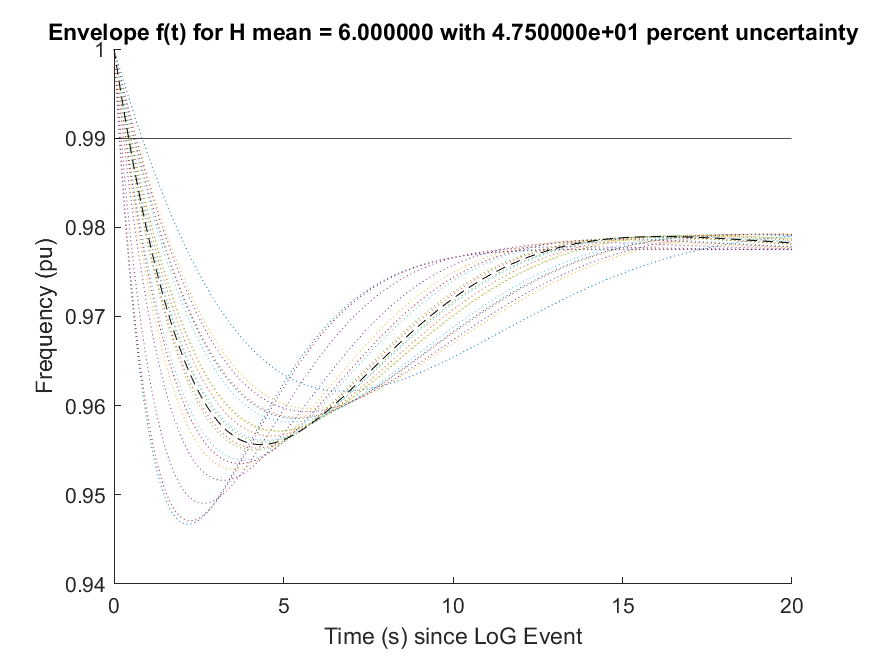 Envelope f(t) for H mean = 6.000000 with 4.750000e+01 percent uncertainty
1
0.99
0.98
0.97
0.96
0.95
0.94
Frequency (pu)
0 5 10 15 20
Time (s) since LoG Event